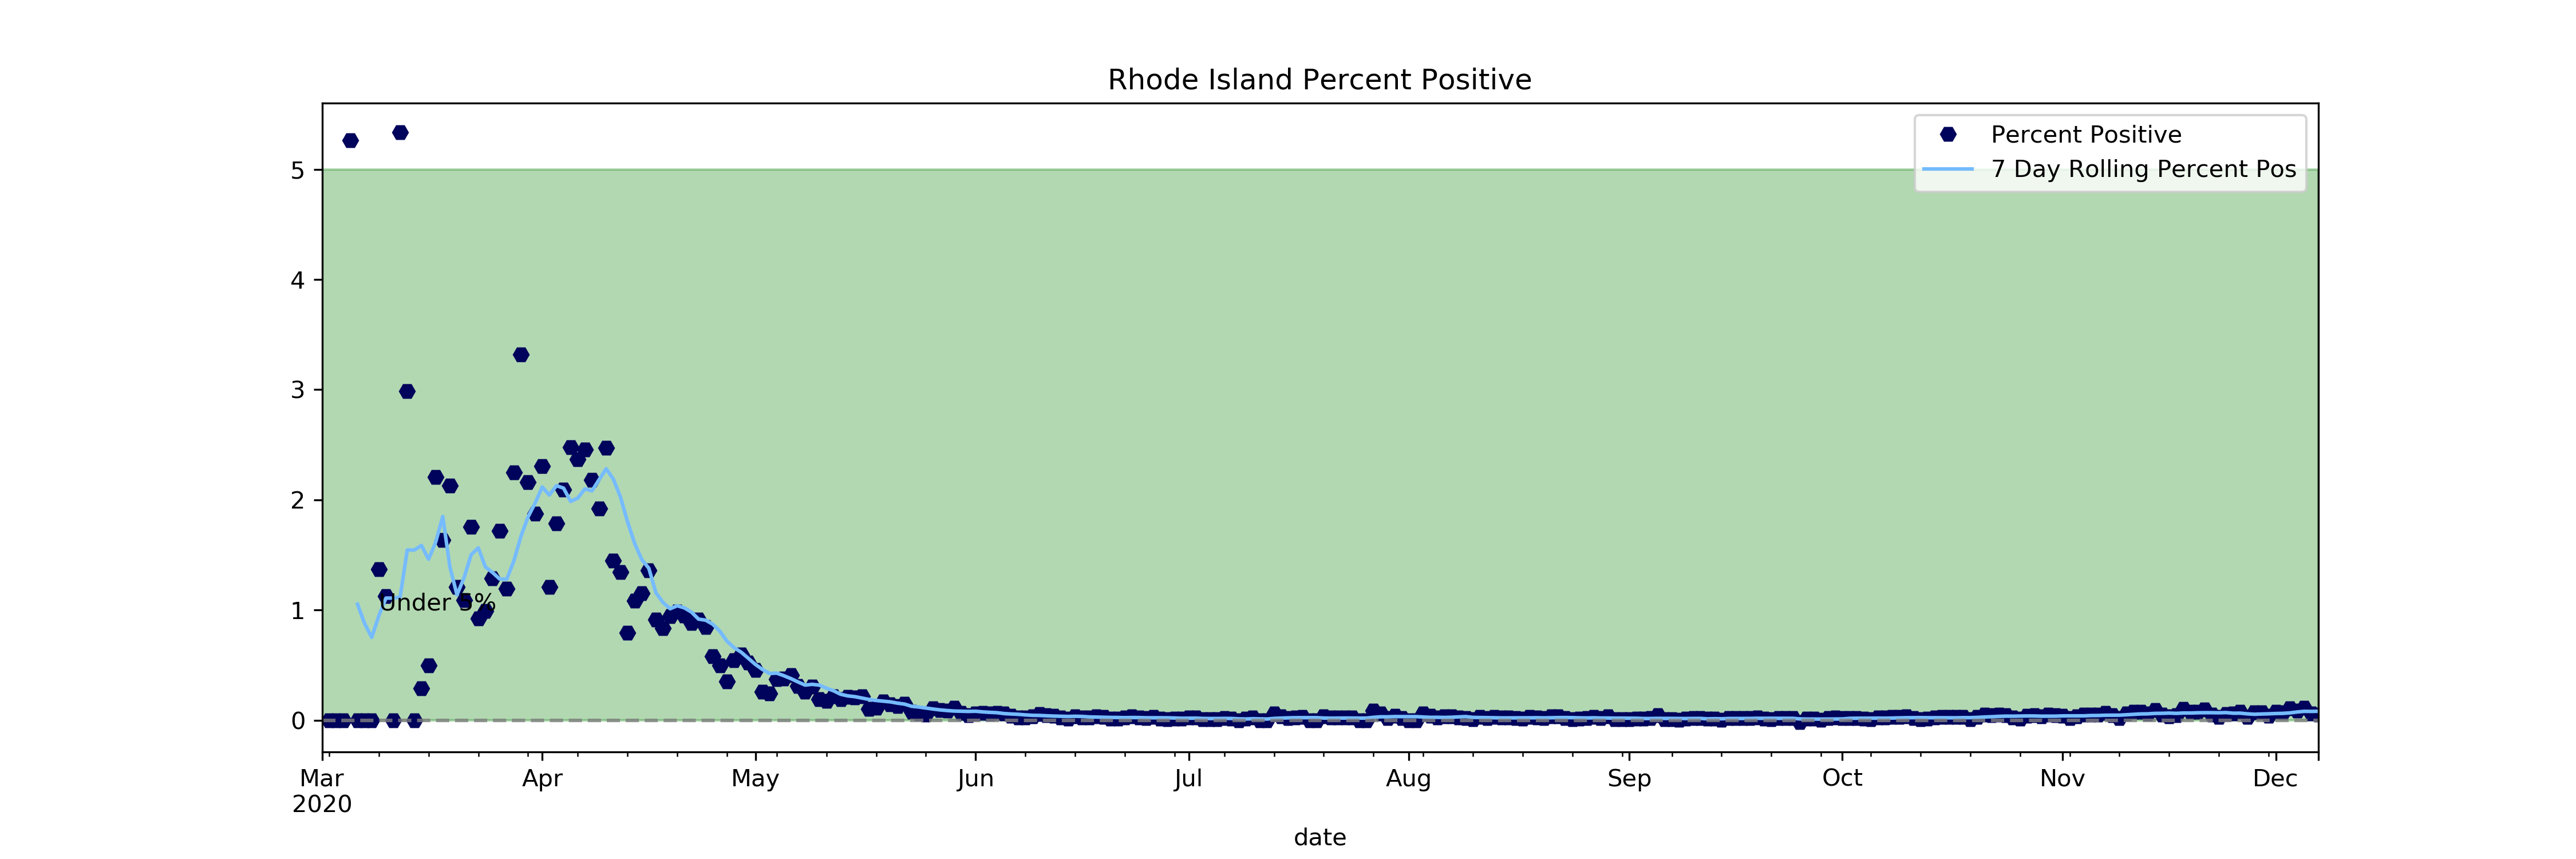 Rhode Island Percent Positive
Percent Positive
7 Day Rolling Percent Pos
5
4
3
2
1
0
Under 5%
Mar Apr May Jun Jul Aug Sep Oct Nov Dec
2020
date